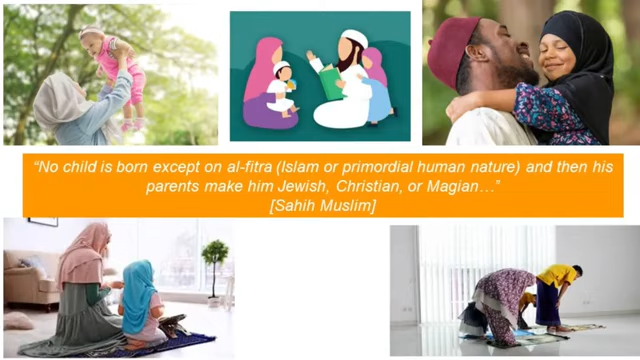 “No child is born except on al-fitra (Islam or primordial human nature) and then his
parents make him Jewish, Christian, or Magian…”
[Sahih Muslim]